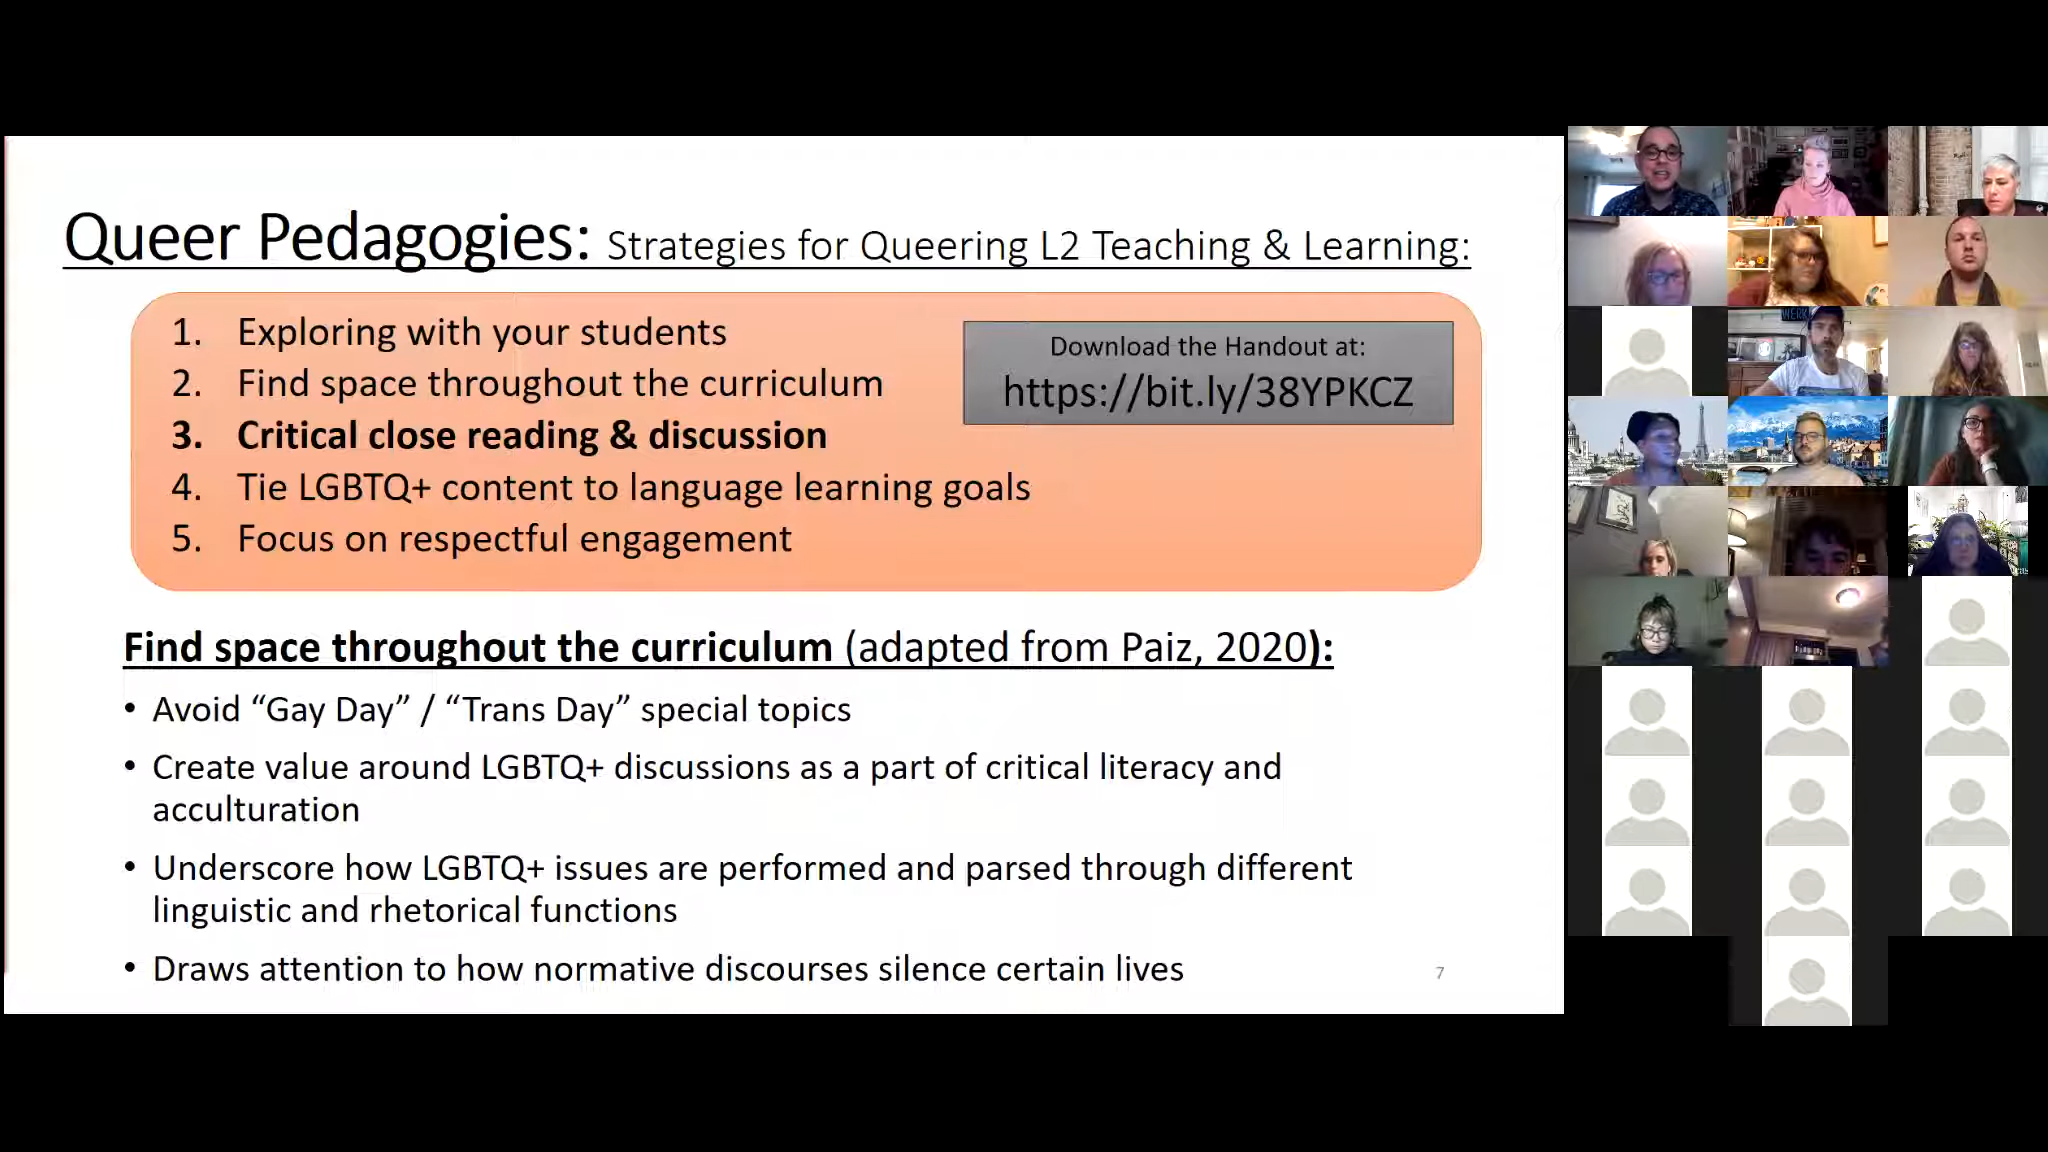 Queer Pedagogies: Strategies for Queering L2 Teaching & Learning:
1. Exploring with your students
2. Find space throughout the curriculum
3. Critical close reading & discussion
4. Tie LGBTQ+ content to language learning goals
5. Focus on respectful engagement
Download the Handout at:
https://bit.ly/38YPKCZ
Find space throughout the curriculum (adapted from Paiz, 2020):
• Avoid “Gay Day” / “Trans Day” special topics
• Create value around LGBTQ+ discussions as a part of critical literacy and
acculturation
• Underscore how LGBTQ+ issues are performed and parsed through different
linguistic and rhetorical functions
• Draws attention to how normative discourses silence certain lives
7
WERK